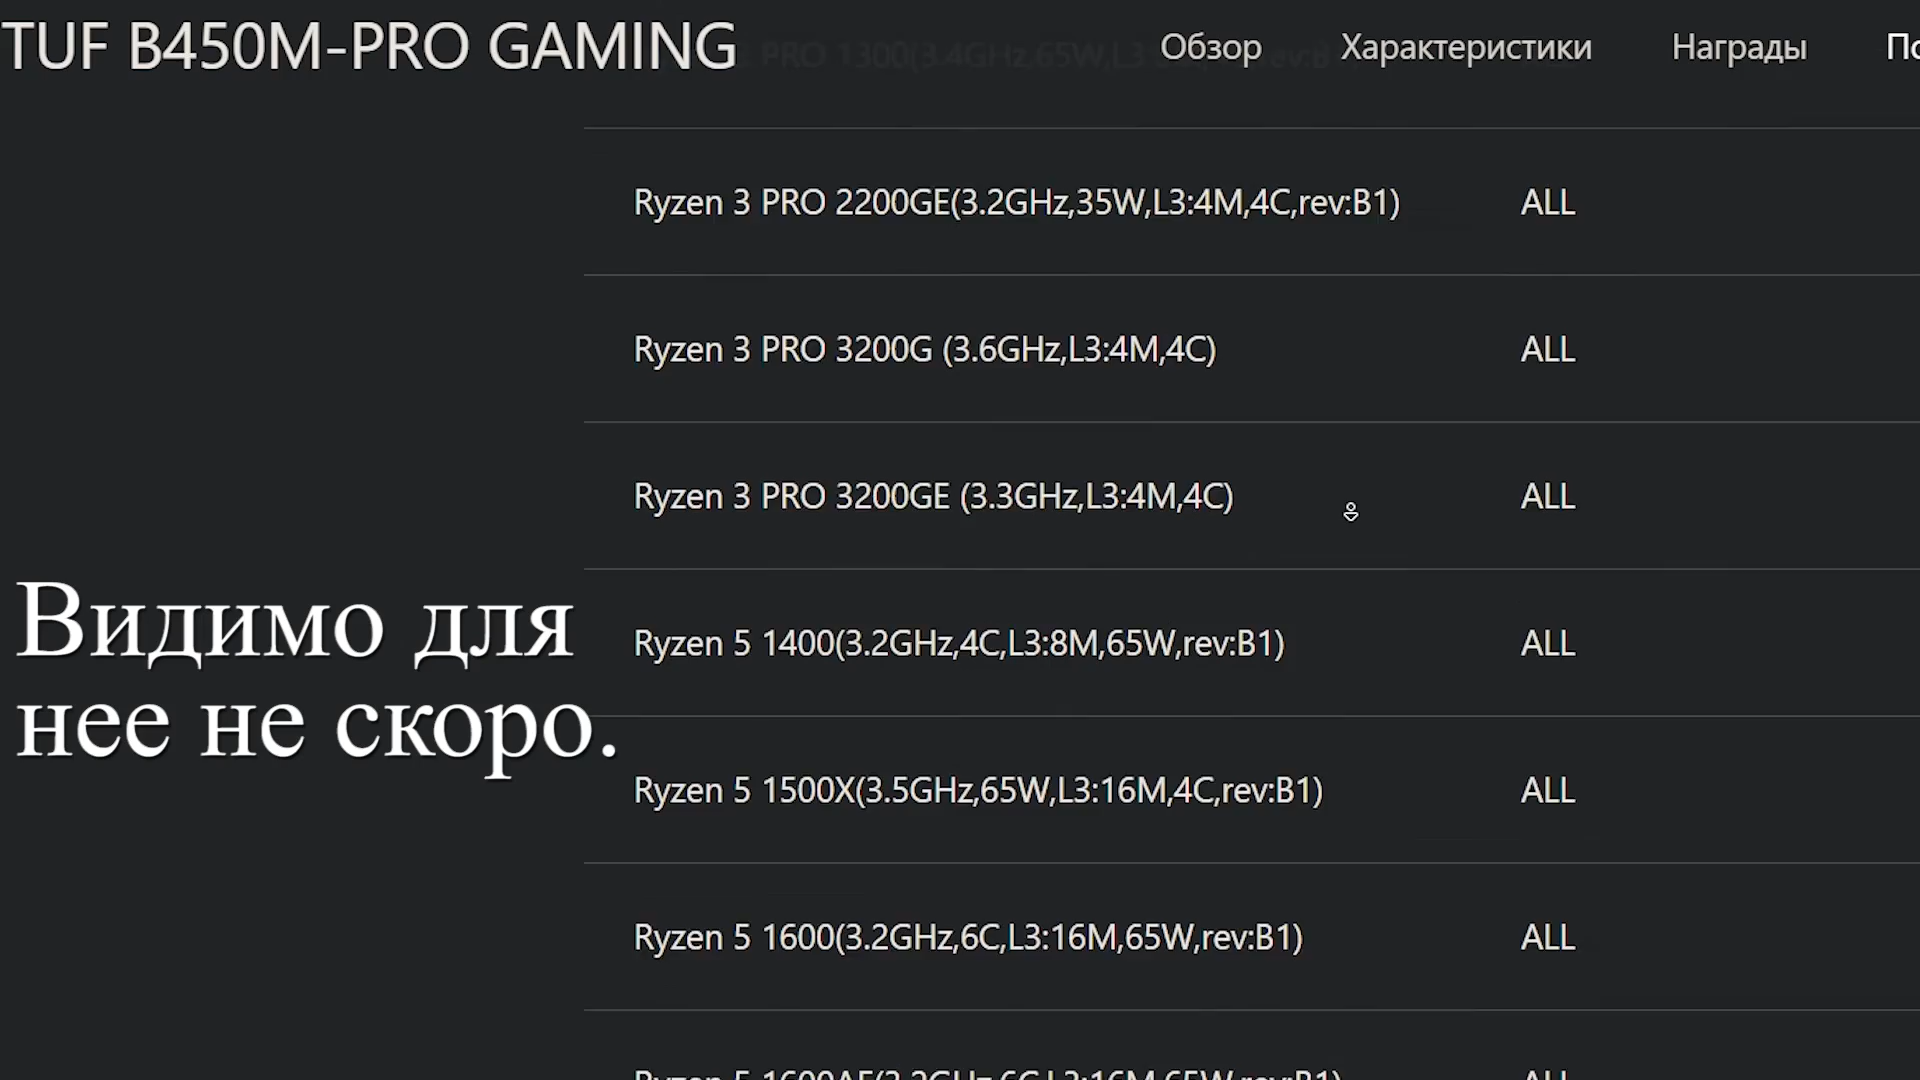 TUF B450M-PRO GAMING
Обзор Характеристики Награды
Ryzen 3 PRO 2200GE(3.2GHz,35W,L3:4M,4C,rev:B1) ALL
Ryzen 3 PRO 3200G (3.6GHz,L3:4M,4C) ALL
Ryzen 3 PRO 3200GE (3.3GHz,L3:4M,4C) ALL
Ryzen 5 1400(3.2GHz,4C,L3:8M,65W,rev:B1) ALL
Ryzen 5 1500X(3.5GHz,65W,L3:16M,4C,rev:B1) ALL
Ryzen 5 1600(3.2GHz,6C,L3:16M,65W,rev:B1) ALL
Видимо для
нее не скоро.